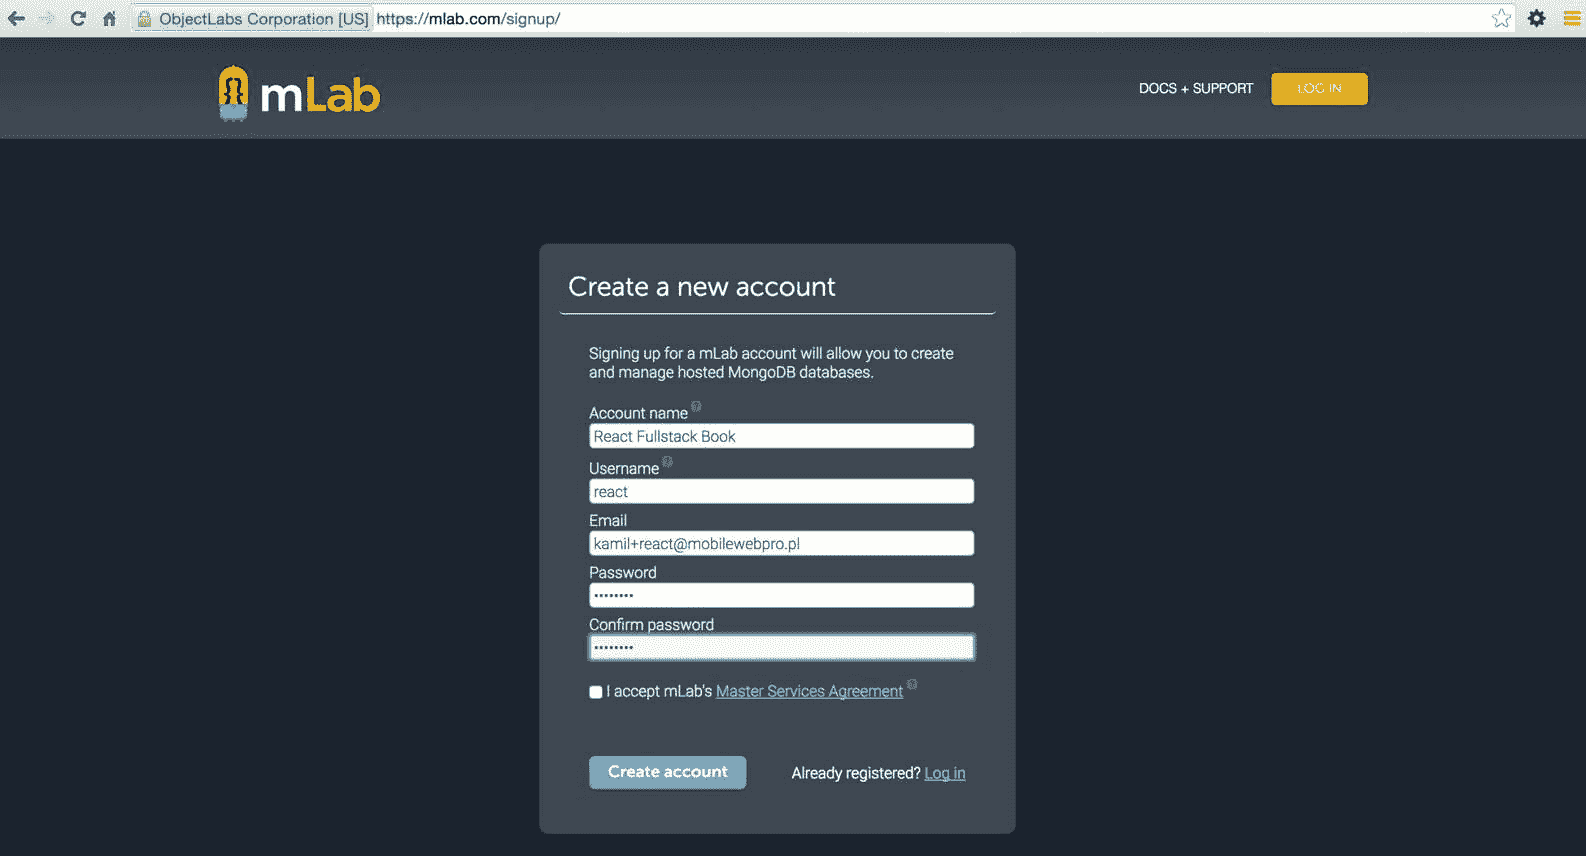 ObjectLabs Corporation [US] https://mlab.com/signup/
mLab
DOCS + SUPPORT
LOG IN
Create a new account
Signing up for a mLab account will allow you to create
and manage hosted MongoDB databases.
Account name
React Fullstack Book
Username
react
Email
kamil+react@mobilewebpro.pl
Password
••••••••
Confirm password
••••••••
I accept mLab's Master Services Agreement
Create account
Already registered? Log in